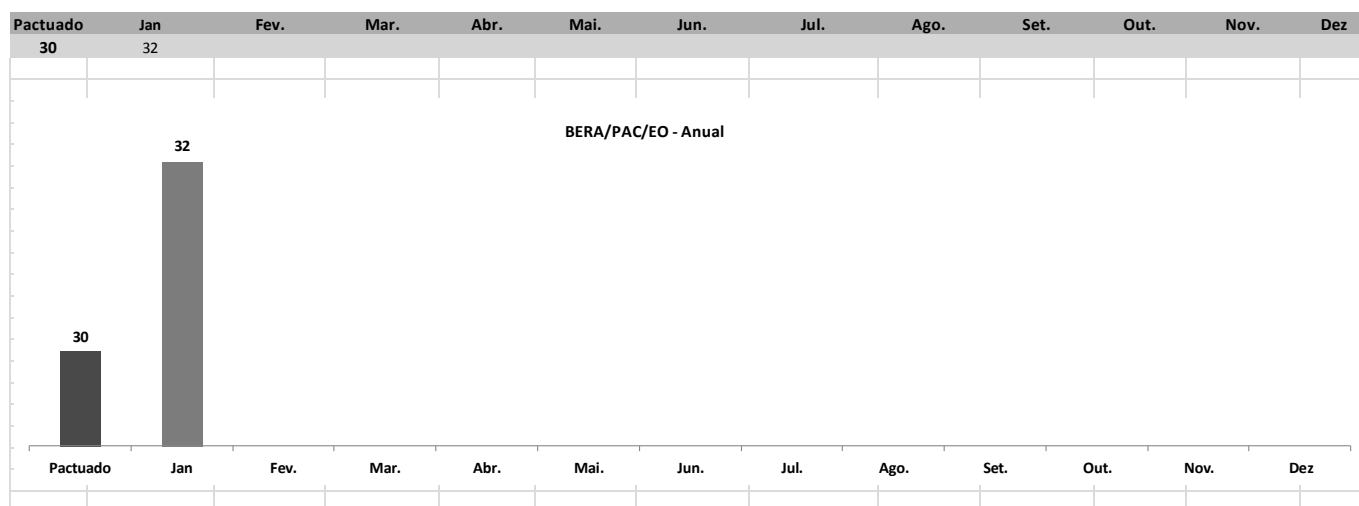 Pactuado Jan Fev. Mar. Abr. Mai. Jun. Jul. Ago. Set. Out. Nov. Dez
30 32
BERA/PAC/EO - Anual
32
30
Pactuado Jan Fev. Mar. Abr. Mai. Jun. Jul. Ago. Set. Out. Nov. Dez